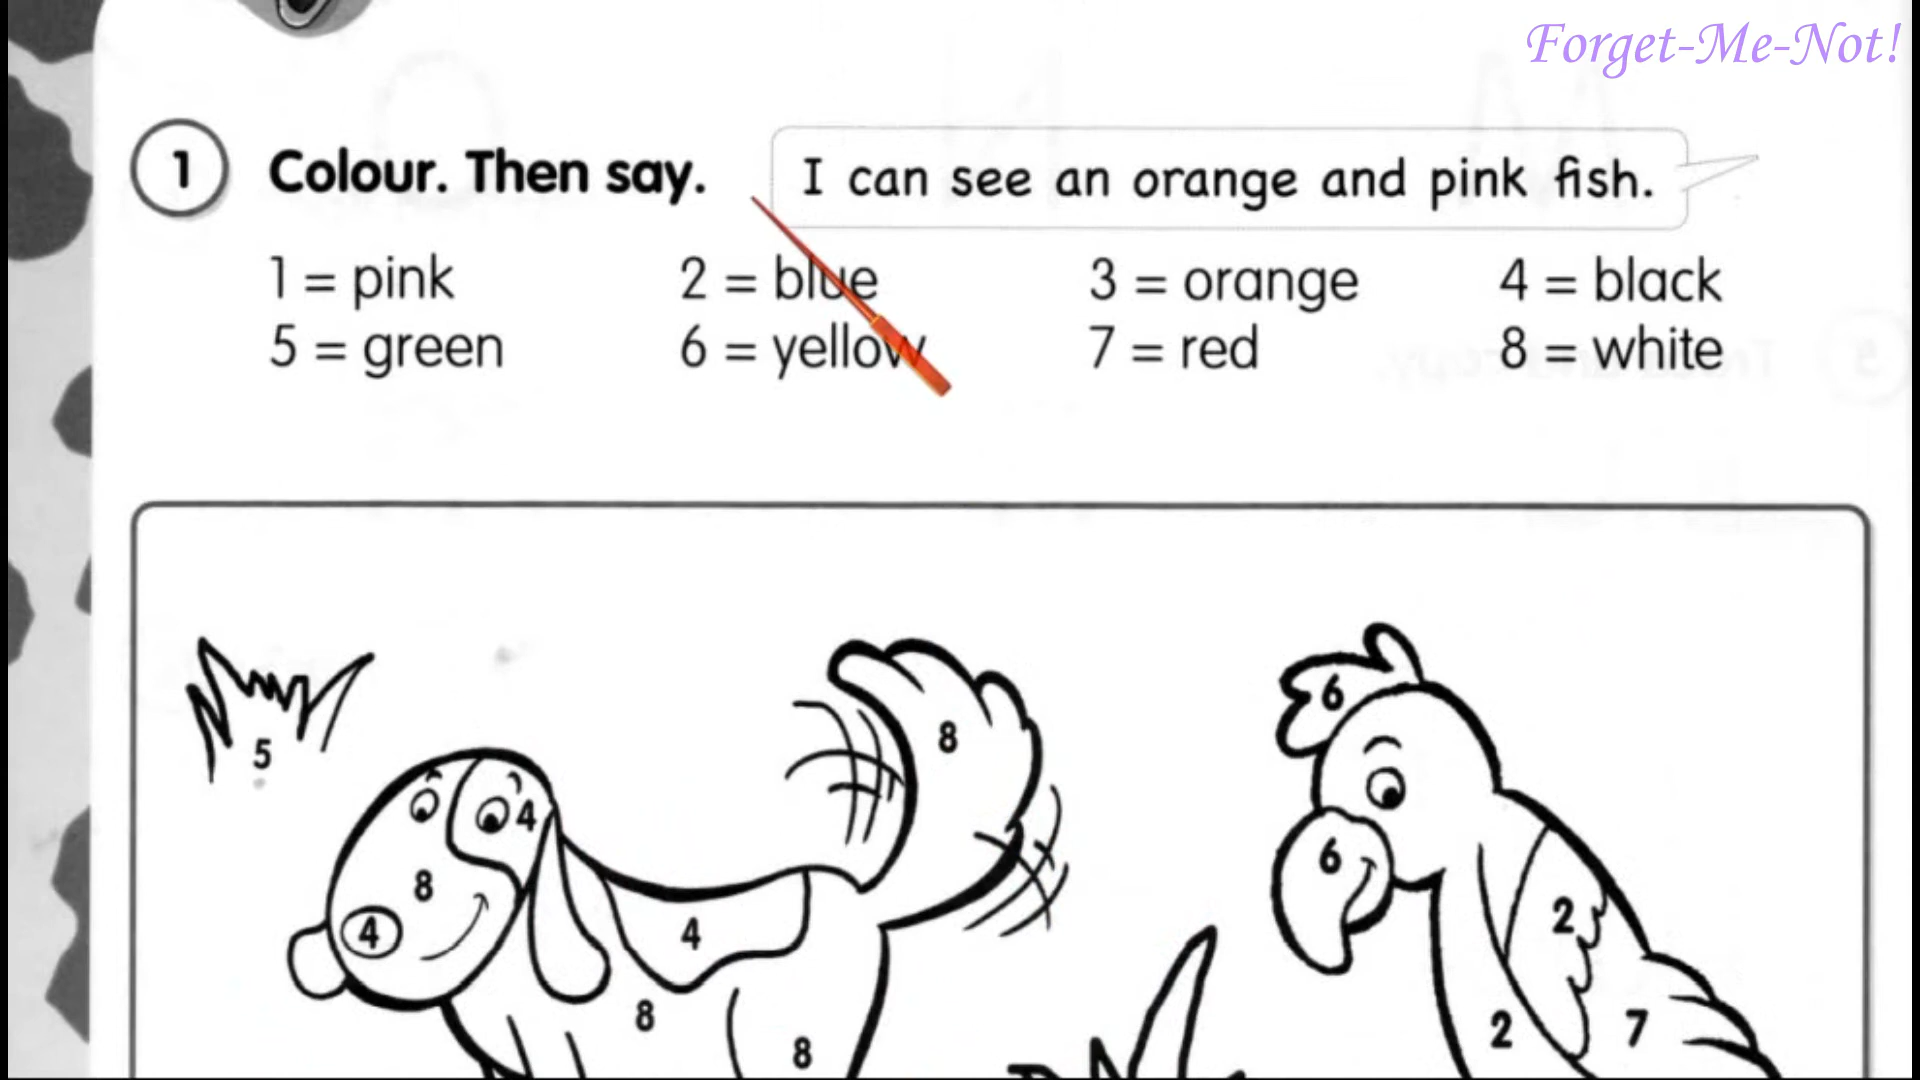 Forget-Me-Not!
1 Colour. Then say.
I can see an orange and pink fish.
1 = pink 2 = blue 3 = orange 4 = black
5 = green 6 = yellow 7 = red 8 = white
6
8
5
4
6
8
2
4
4
8
2
7
8